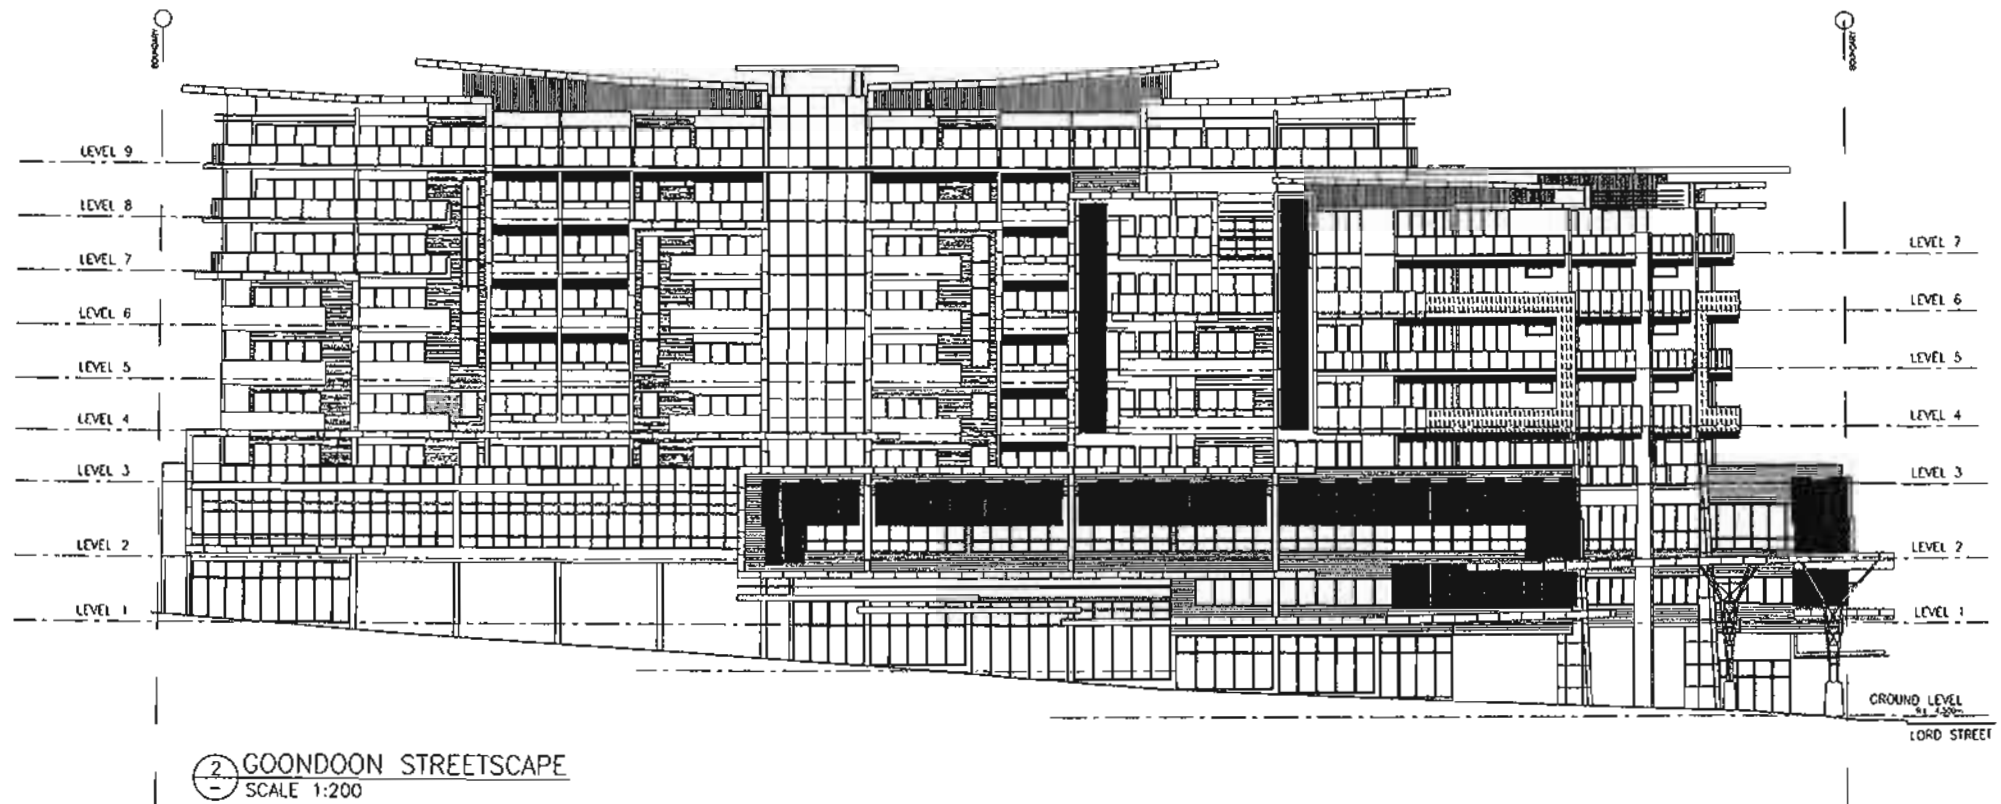 BOUNDARY
BOUNDARY
LEVEL 9
LEVEL 8
LEVEL 7
LEVEL 6
LEVEL 5
LEVEL 4
LEVEL 3
LEVEL 2
LEVEL 1
LEVEL 7
LEVEL 6
LEVEL 5
LEVEL 4
LEVEL 3
LEVEL 2
LEVEL 1
GROUND LEVEL
LORD STREET
2 GOONDOON STREETSCAPE
SCALE 1:200